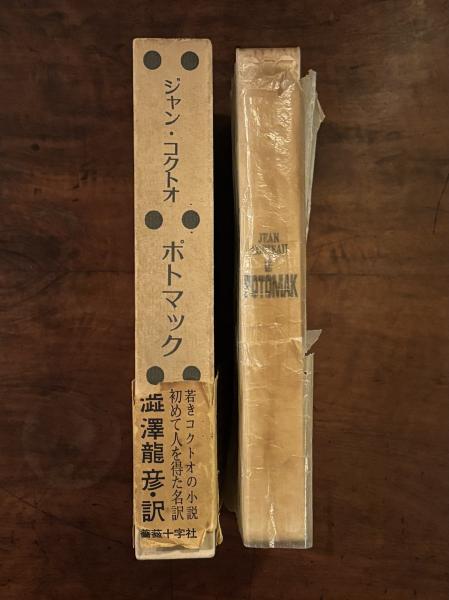 ジャン・コクトオ
ポトマック
若きコクトオの小説
初めて人を得た名訳
澁澤龍彦・訳
薔薇十字社
JEAN
COCTEAU
LE
POTOMAK